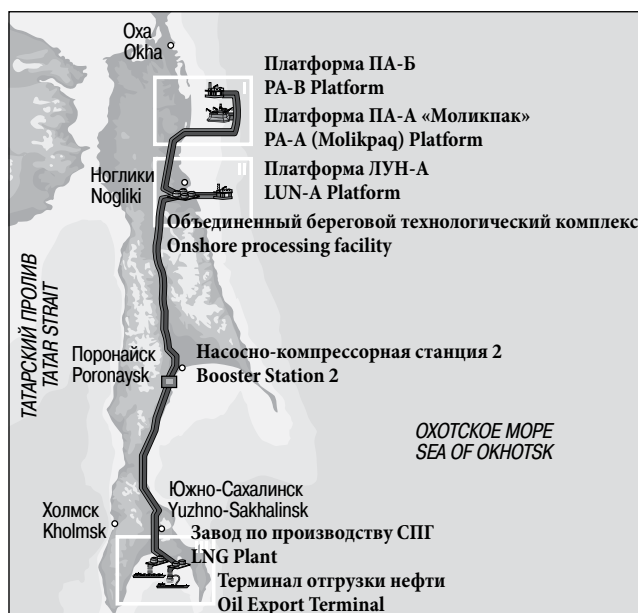 Оха
Okha
Платформа ПА-Б
PA-B Platform
I
Платформа ПА-А «Моликпак»
PA-A (Molikpaq) Platform
II
Ноглики
Nogliki
Платформа ЛУН-А
LUN-A Platform
Объединенный береговой технологический комплекс
Onshore processing facility
ТАТАРСКИЙ ПРОЛИВ
TATAR STRAIT
Поронайск
Poronaysk
Насосно-компрессорная станция 2
Booster Station 2
ОХОТСКОЕ МОРЕ
SEA OF OKHOTSK
Южно-Сахалинск
Yuzhno-Sakhalinsk
Холмск
Kholmsk
Завод по производству СПГ
LNG Plant
Терминал отгрузки нефти
Oil Export Terminal